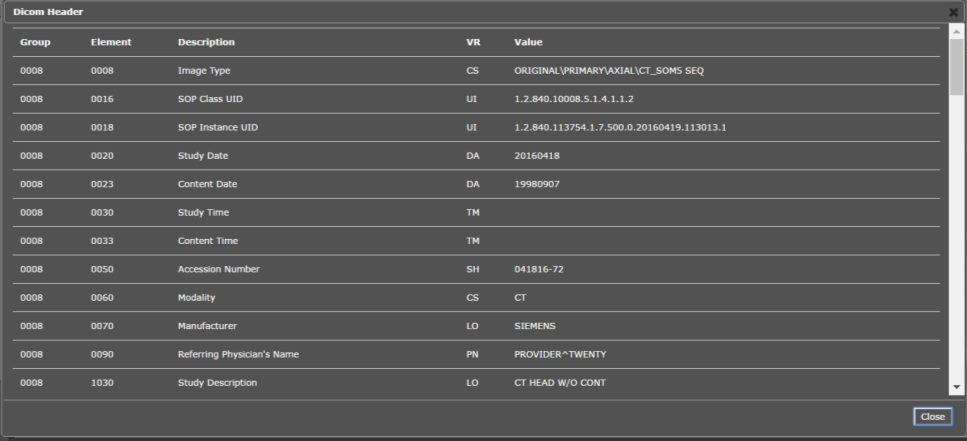 Dicom Header
Group Element Description VR Value
0008 0008 Image Type CS ORIGINAL\PRIMARY\AXIAL\CT_SOM5 SEQ
0008 0016 SOP Class UID UI 1.2.840.10008.5.1.4.1.1.2
0008 0018 SOP Instance UID UI 1.2.840.113754.1.7.500.0.20160419.113013.1
0008 0020 Study Date DA 20160418
0008 0023 Content Date DA 19980907
0008 0030 Study Time TM
0008 0033 Content Time TM
0008 0050 Accession Number SH 041816-72
0008 0060 Modality CS CT
0008 0070 Manufacturer LO SIEMENS
0008 0090 Referring Physician's Name PN PROVIDER^TWENTY
0008 1030 Study Description LO CT HEAD W/O CONT
Close